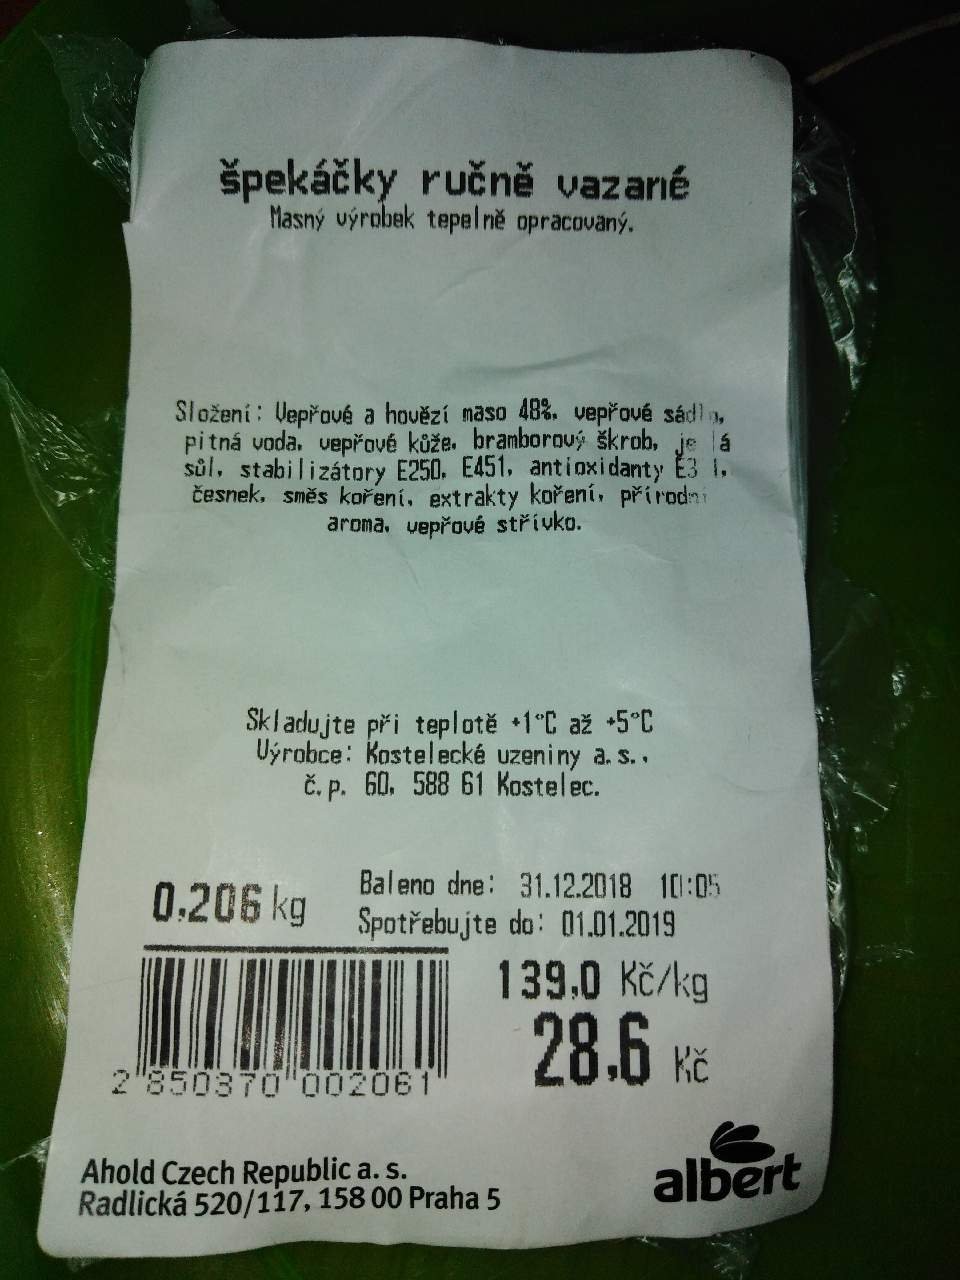 špekáčky ručně vazané
Masný výrobek tepelně opracovaný.
Složení: Vepřové a hovězí maso 48%, vepřové
pitná voda, vepřové kůže, bramborový škrob,
sůl, stabilizátory E250, E451, antioxidanty
česnek, směs koření, extrakty koření, přírodní
aroma, vepřové střívko.
Skladujte při teplotě +1°C až +5°C
Výrobce: Kostelecké uzeniny a.s.,
č.p. 60, 588 61 Kostelec.
0,206 kg
Baleno dne: 31.12.2018 10:05
Spotřebujte do: 01.01.2019
139,0 Kč/kg
28,6 Kč
2 850370 002061
Ahold Czech Republic a. s.
Radlická 520/117, 158 00 Praha 5
albert